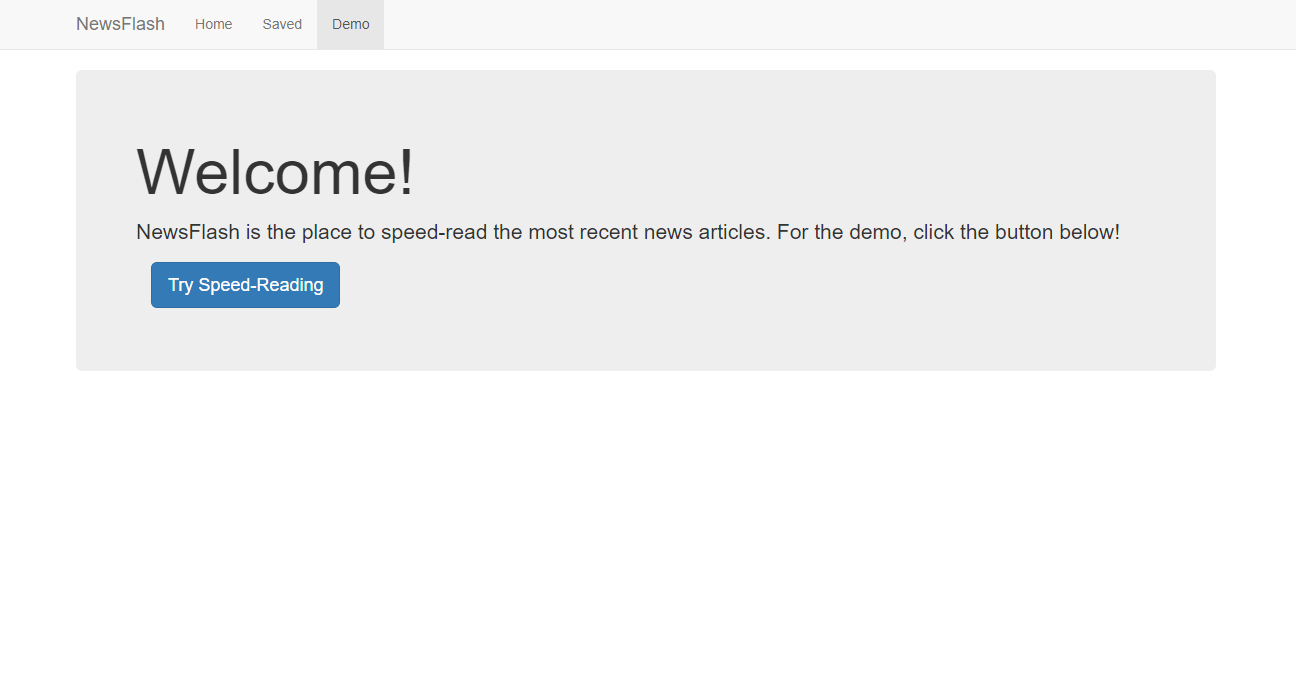 NewsFlash Home Saved Demo
Welcome!
NewsFlash is the place to speed-read the most recent news articles. For the demo, click the button below!
Try Speed-Reading